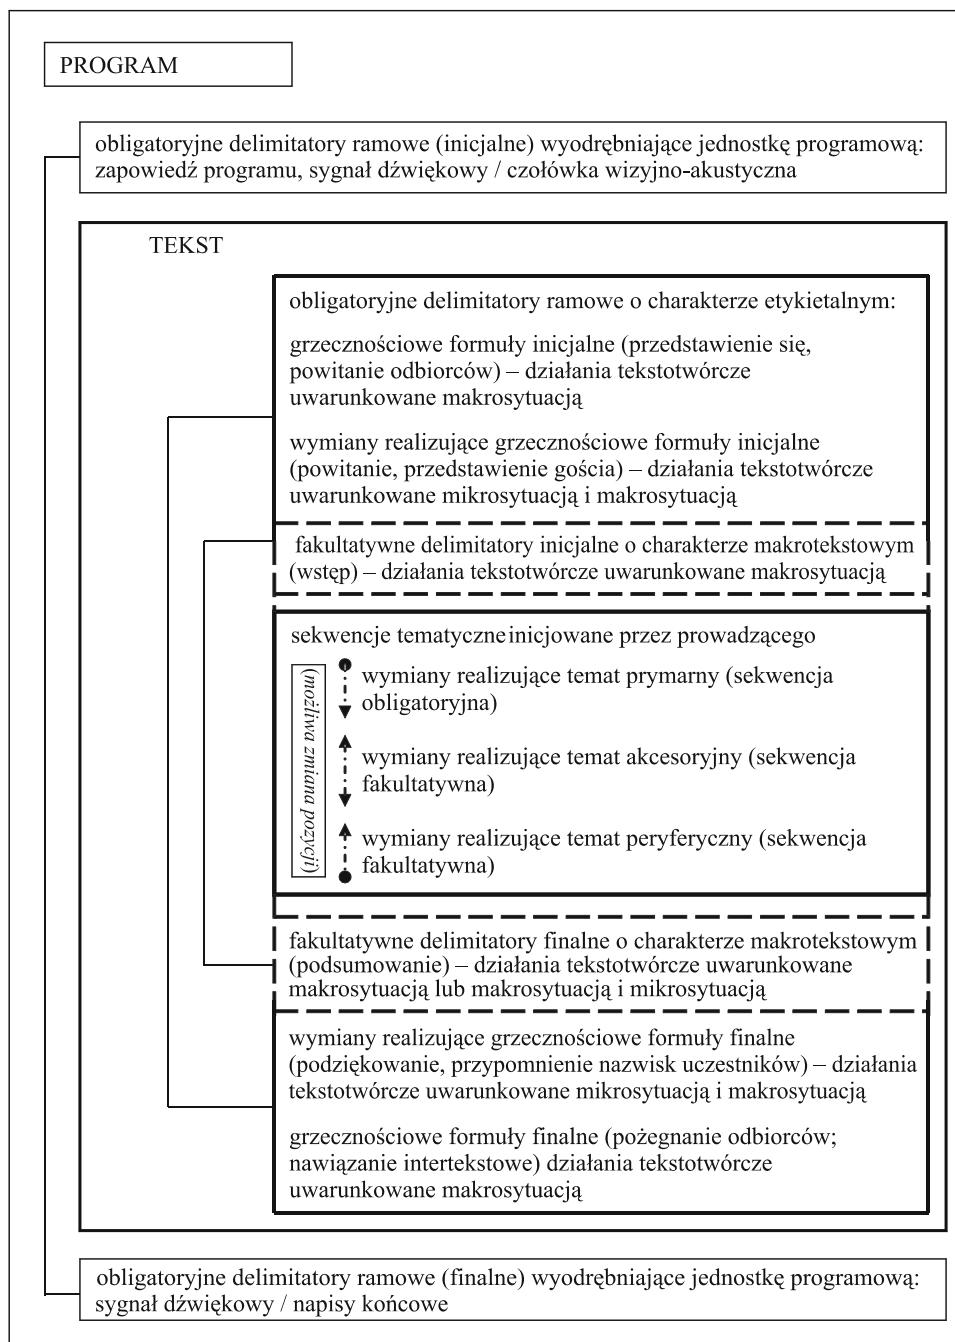 PROGRAM
obligatoryjne delimitatory ramowe (inicjalne) wyodrębniające jednostkę programową:
zapowiedź programu, sygnał dźwiękowy / czołówka wizyjno-akustyczna
TEKST
obligatoryjne delimitatory ramowe o charakterze etykietalnym:
grzecznościowe formuły inicjalne (przedstawienie się,
powitanie odbiorców) – działania tekstotwórcze
uwarunkowane makrosytuacją
wymiany realizujące grzecznościowe formuły inicjalne
(powitanie, przedstawienie gościa) – działania tekstotwórcze
uwarunkowane mikrosytuacją i makrosytuacją
fakultatywne delimitatory inicjalne o charakterze makrotekstowym
(wstęp) – działania tekstotwórcze uwarunkowane makrosytuacją
sekwencje tematyczne inicjowane przez prowadzącego
(możliwa zmiana pozycji)
wymiany realizujące temat prymarny (sekwencja
obligatoryjna)
wymiany realizujące temat akcesoryjny (sekwencja
fakultatywna)
wymiany realizujące temat peryferyczny (sekwencja
fakultatywna)
fakultatywne delimitatory finalne o charakterze makrotekstowym
(podsumowanie) – działania tekstotwórcze uwarunkowane
makrosytuacją lub makrosytuacją i mikrosytuacją
wymiany realizujące grzecznościowe formuły finalne
(podziękowanie, przypomnienie nazwisk uczestników) – działania
tekstotwórcze uwarunkowane mikrosytuacją i makrosytuacją
grzecznościowe formuły finalne (pożegnanie odbiorców;
nawiązanie intertekstowe) działania tekstotwórcze
uwarunkowane makrosytuacją
obligatoryjne delimitatory ramowe (finalne) wyodrębniające jednostkę programową:
sygnał dźwiękowy / napisy końcowe